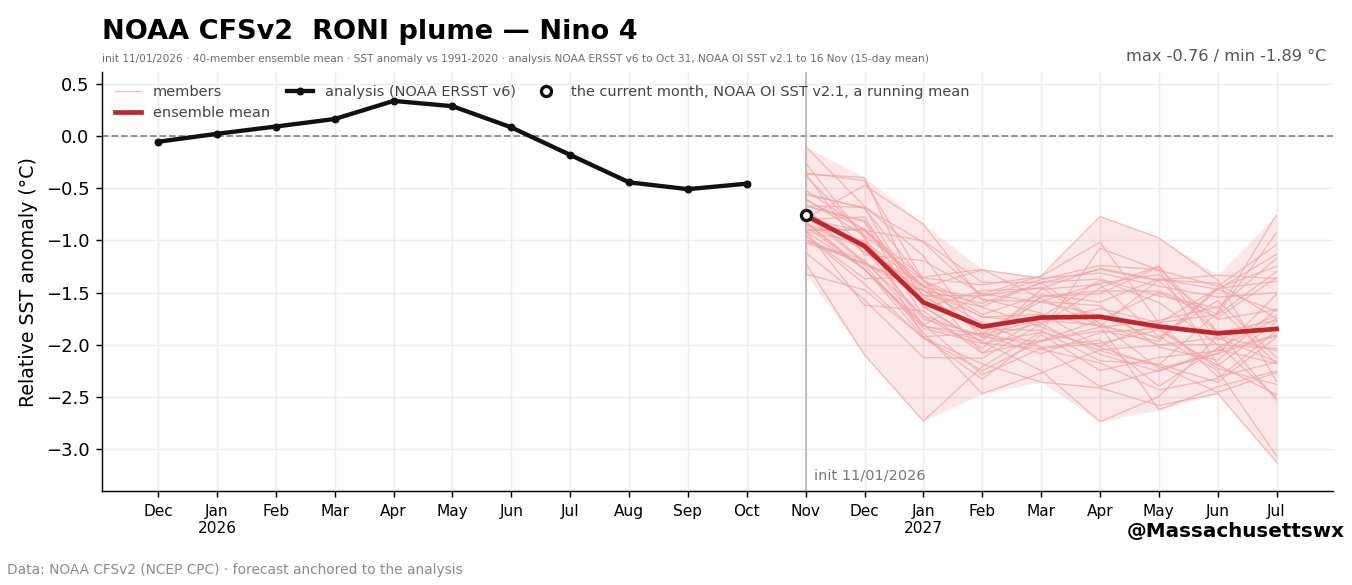 NOAA CFSv2  RONI plume — Nino 4
init 11/01/2026 · 40-member ensemble mean · SST anomaly vs 1991-2020 · analysis NOAA ERSST v6 to Oct 31, NOAA OI SST v2.1 to 16 Nov (15-day mean)
max -0.76 / min -1.89 °C
members
analysis (NOAA ERSST v6)
the current month, NOAA OI SST v2.1, a running mean
ensemble mean
Relative SST anomaly (°C)
0.5
0.0
−0.5
−1.0
−1.5
−2.0
−2.5
−3.0
init 11/01/2026
Dec Jan Feb Mar Apr May Jun Jul Aug Sep Oct Nov Dec Jan Feb Mar Apr May Jun Jul
2026 2027
@Massachusettswx
Data: NOAA CFSv2 (NCEP CPC) · forecast anchored to the analysis